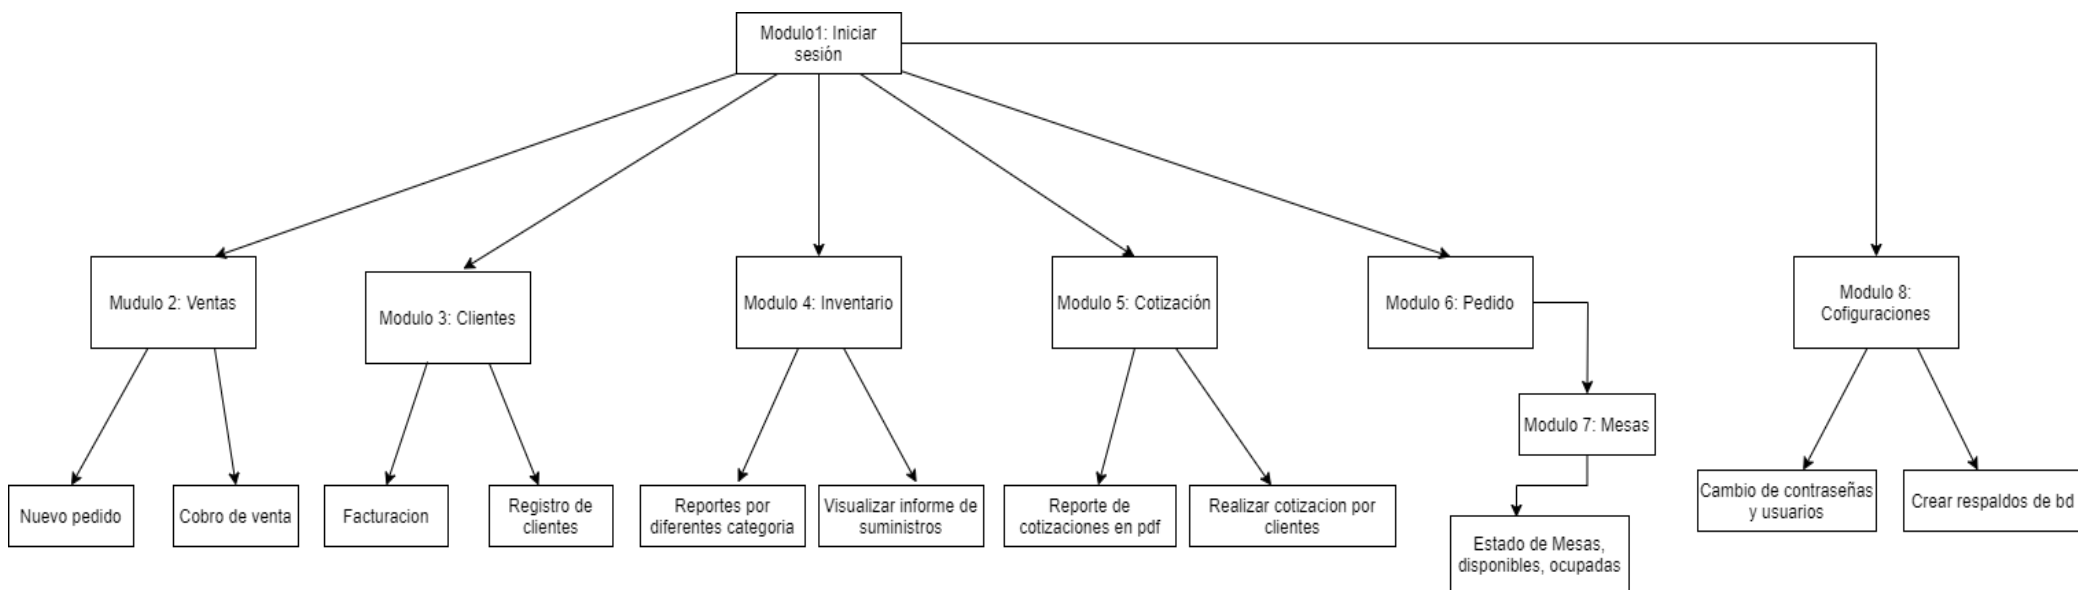 Modulo1: Iniciar
sesión
Mudulo 2: Ventas
Modulo 3: Clientes
Modulo 4: Inventario
Modulo 5: Cotización
Modulo 6: Pedido
Modulo 8:
Cofiguraciones
Modulo 7: Mesas
Nuevo pedido
Cobro de venta
Facturacion
Registro de
clientes
Reportes por
diferentes categoria
Visualizar informe de
suministros
Reporte de
cotizaciones en pdf
Realizar cotizacion por
clientes
Estado de Mesas,
disponibles, ocupadas
Cambio de contraseñas
y usuarios
Crear respaldos de bd